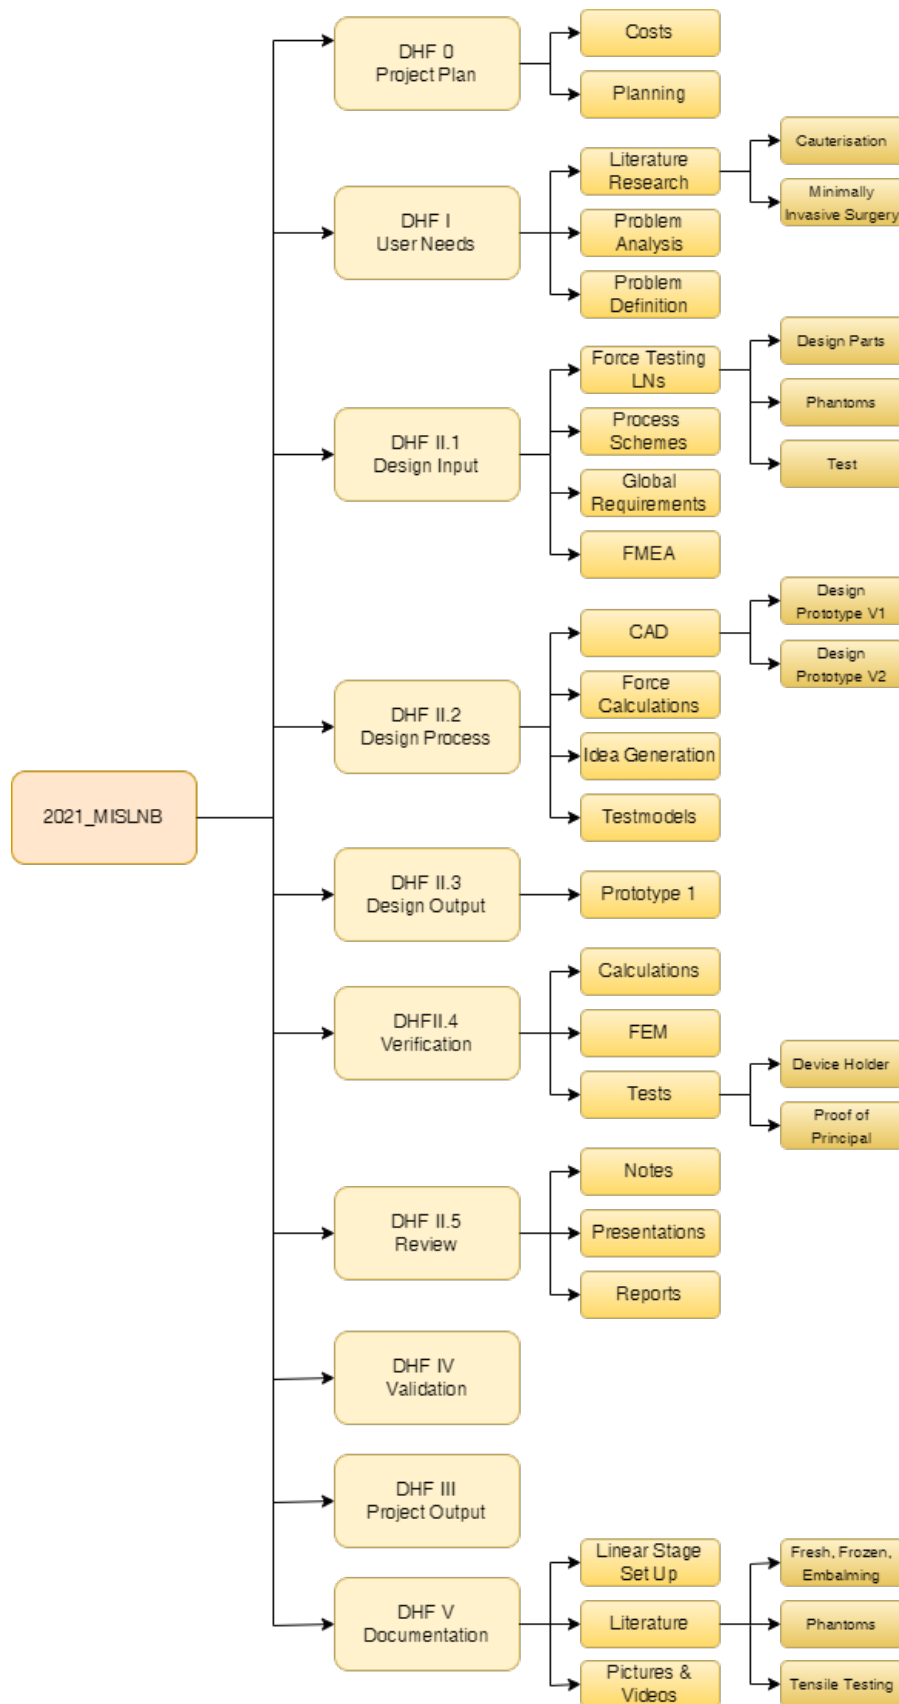 DHF 0
Project Plan
Costs
Planning
DHF I
User Needs
Literature
Research
Cauterisation
Minimally
Invasive Surgery
Problem
Analysis
Problem
Definition
DHF II.1
Design Input
Force Testing
LNs
Design Parts
Phantoms
Test
Process
Schemes
Global
Requirements
FMEA
DHF II.2
Design Process
CAD
Design
Prototype V1
Design
Prototype V2
Force
Calculations
Idea Generation
Testmodels
2021_MISLNB
DHF II.3
Design Output
Prototype 1
DHFII.4
Verification
Calculations
FEM
Tests
Device Holder
Proof of
Principal
DHF II.5
Review
Notes
Presentations
Reports
DHF IV
Validation
DHF III
Project Output
DHF V
Documentation
Linear Stage
Set Up
Literature
Fresh, Frozen,
Embalming
Phantoms
Tensile Testing
Pictures &
Videos